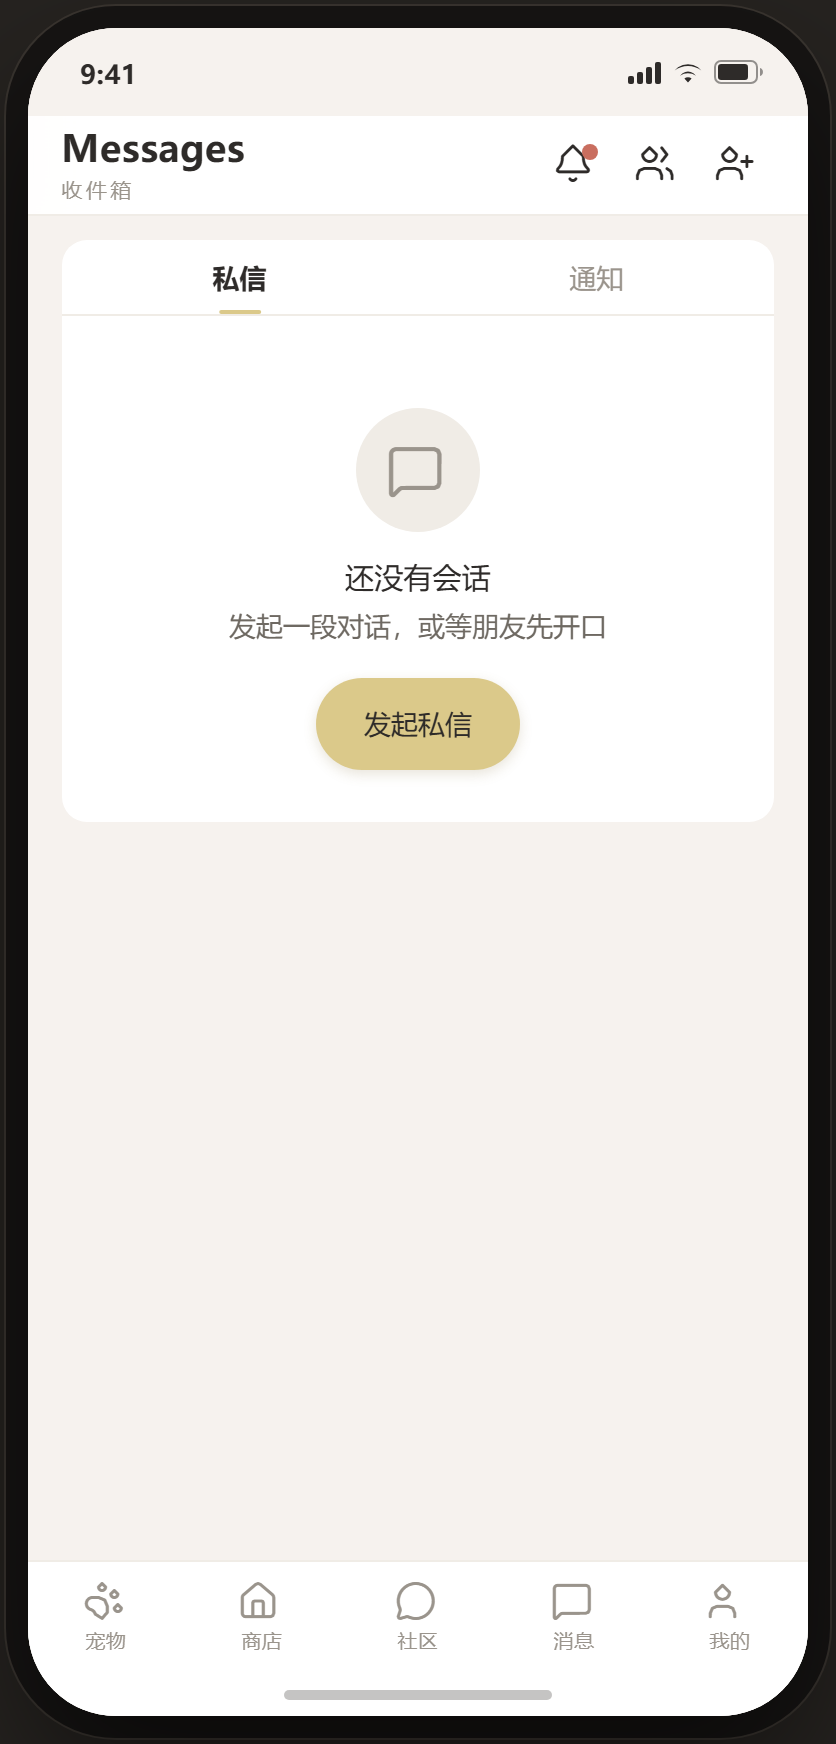 9:41
Messages
收件箱
私信
通知
还没有会话
发起一段对话，或等朋友先开口
发起私信
宠物
商店
社区
消息
我的